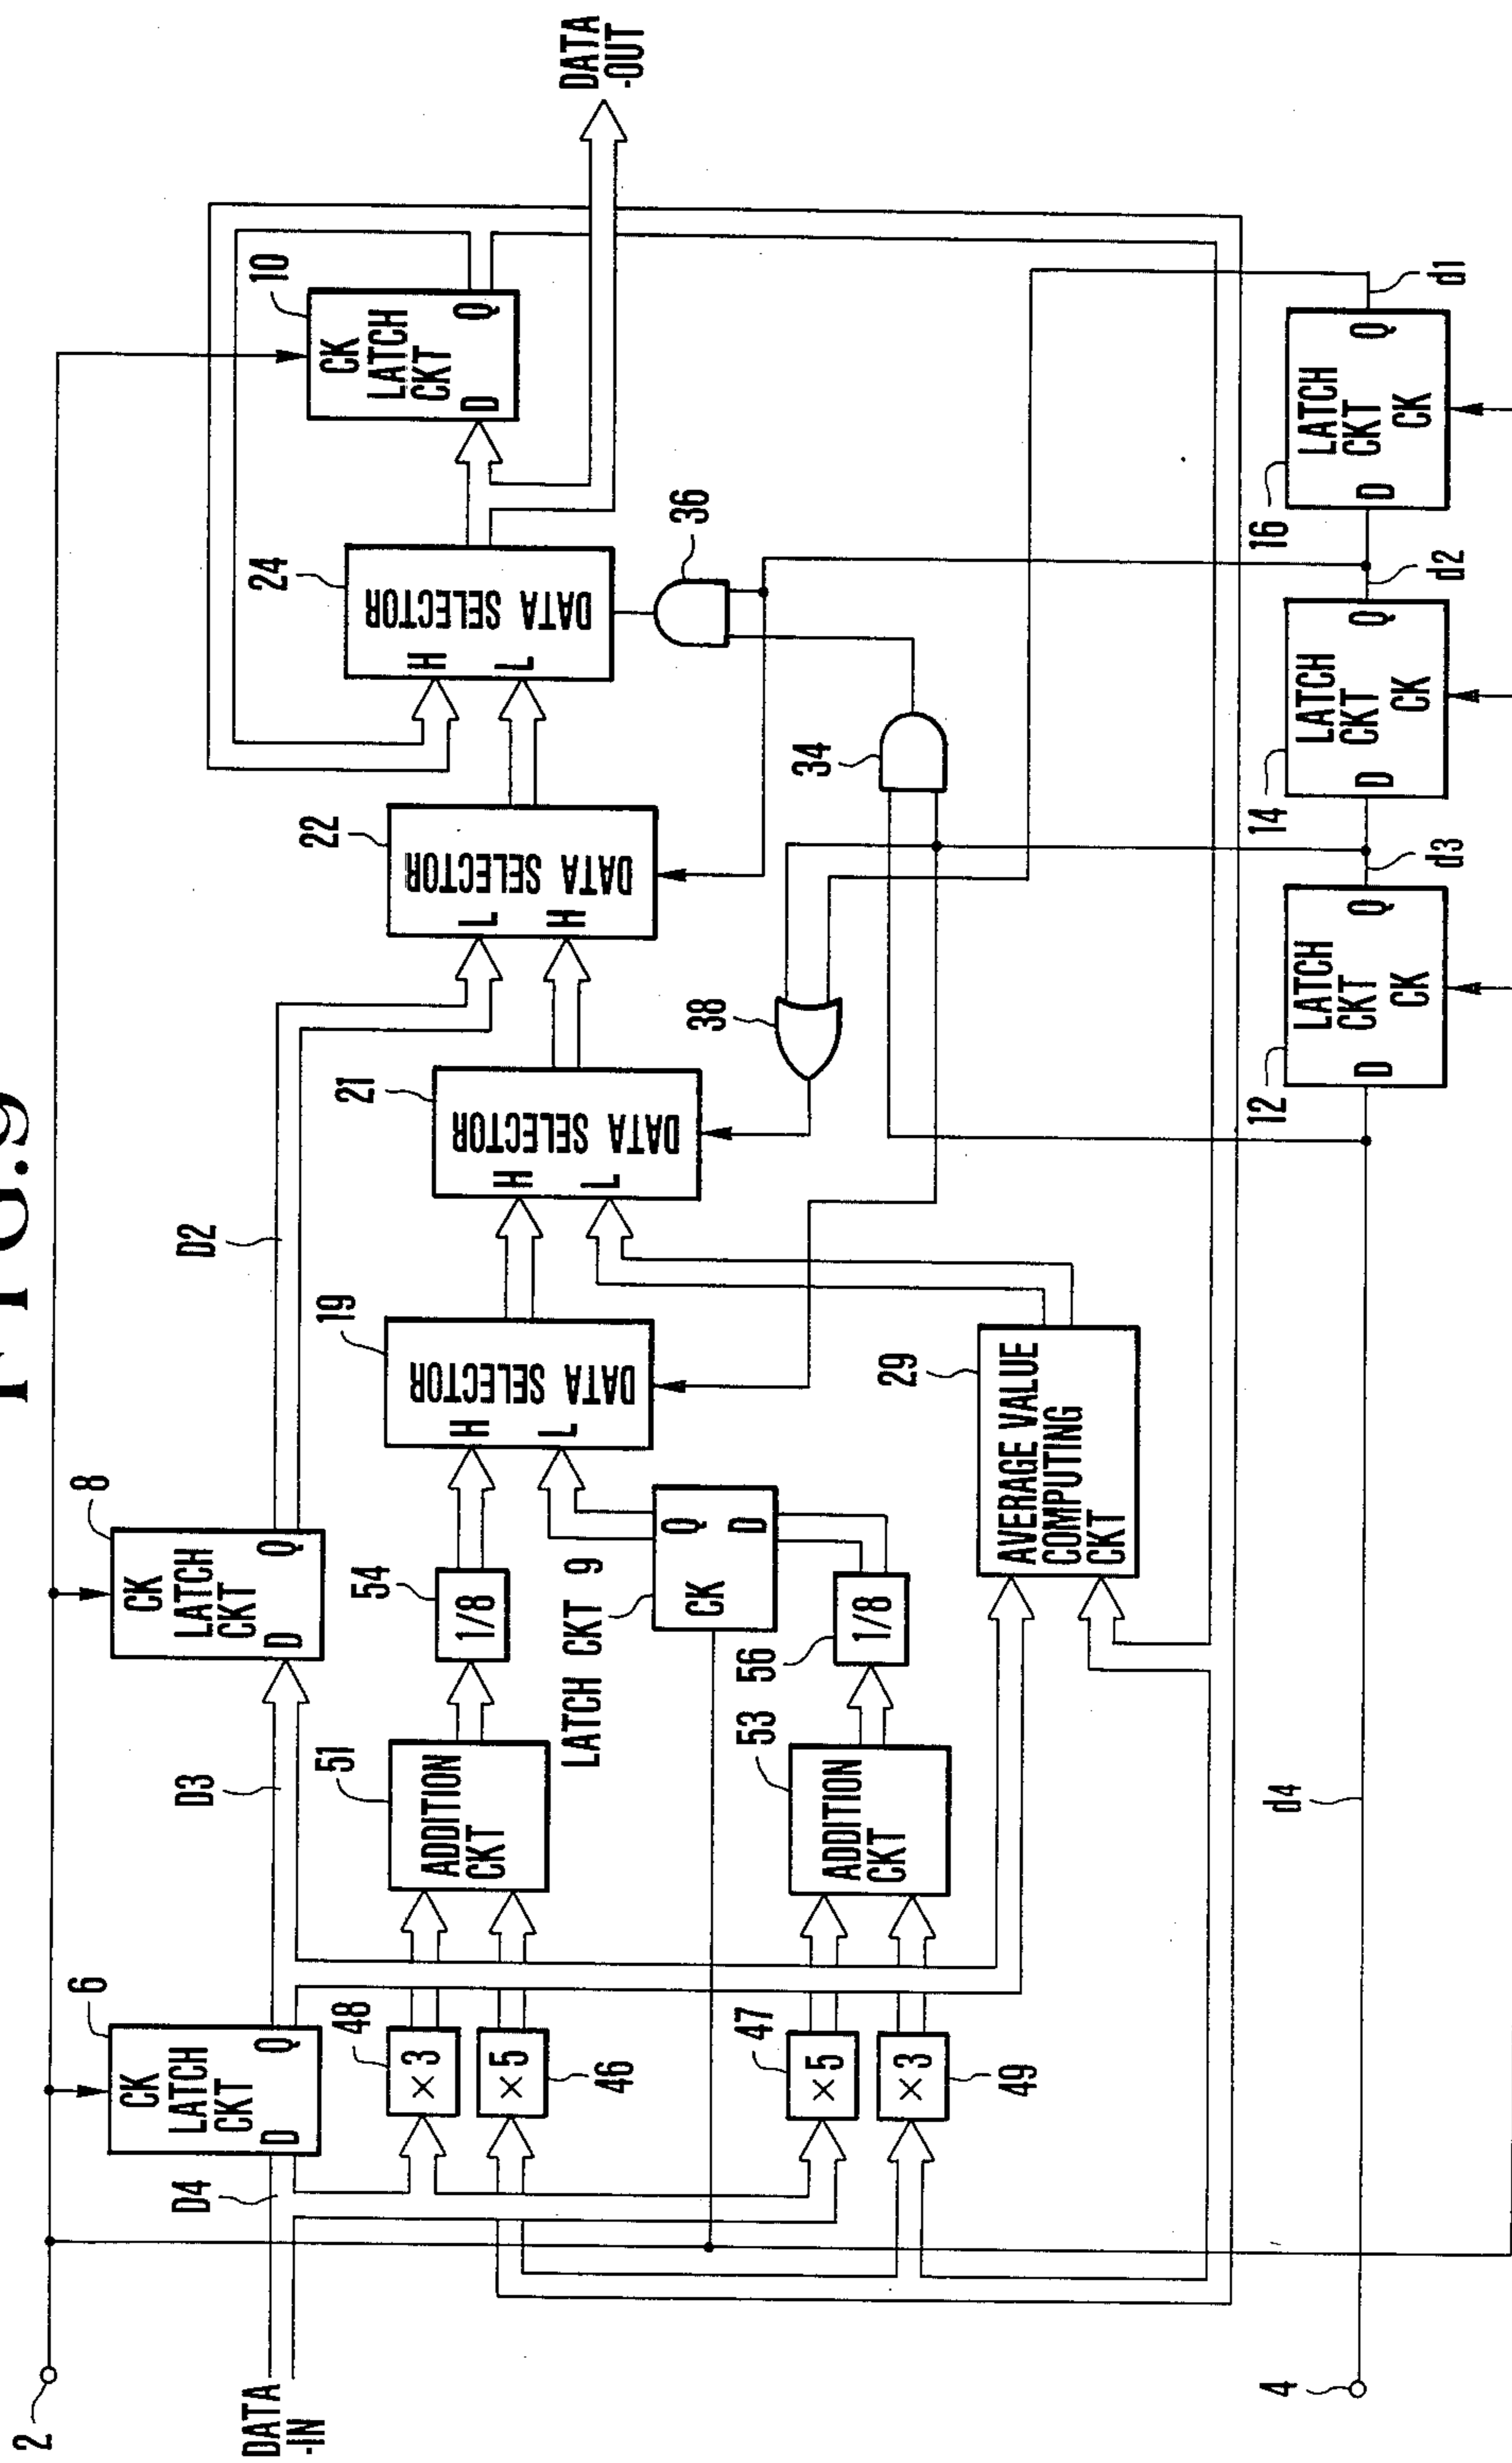 FIG.9
2
DATA
-IN
D4
6
CK
LATCH
CKT
D
Q
D3
8
CK
LATCH
CKT
D
Q
D2
48
×3
×5
46
51
ADDITION
CKT
54
1/8
LATCH CKT 9
CK
Q
D
47
×5
×3
49
53
ADDITION
CKT
56
1/8
29
AVERAGE VALUE
COMPUTING
CKT
19
H
L
DATA SELECTOR
21
H
L
DATA SELECTOR
22
L
H
DATA SELECTOR
24
H
L
DATA SELECTOR
10
CK
LATCH
CKT
D
Q
DATA
-OUT
38
34
36
4
d4
12
LATCH
CKT
D
Q
CK
d3
14
LATCH
CKT
D
Q
CK
d2
16
LATCH
CKT
D
Q
CK
d1